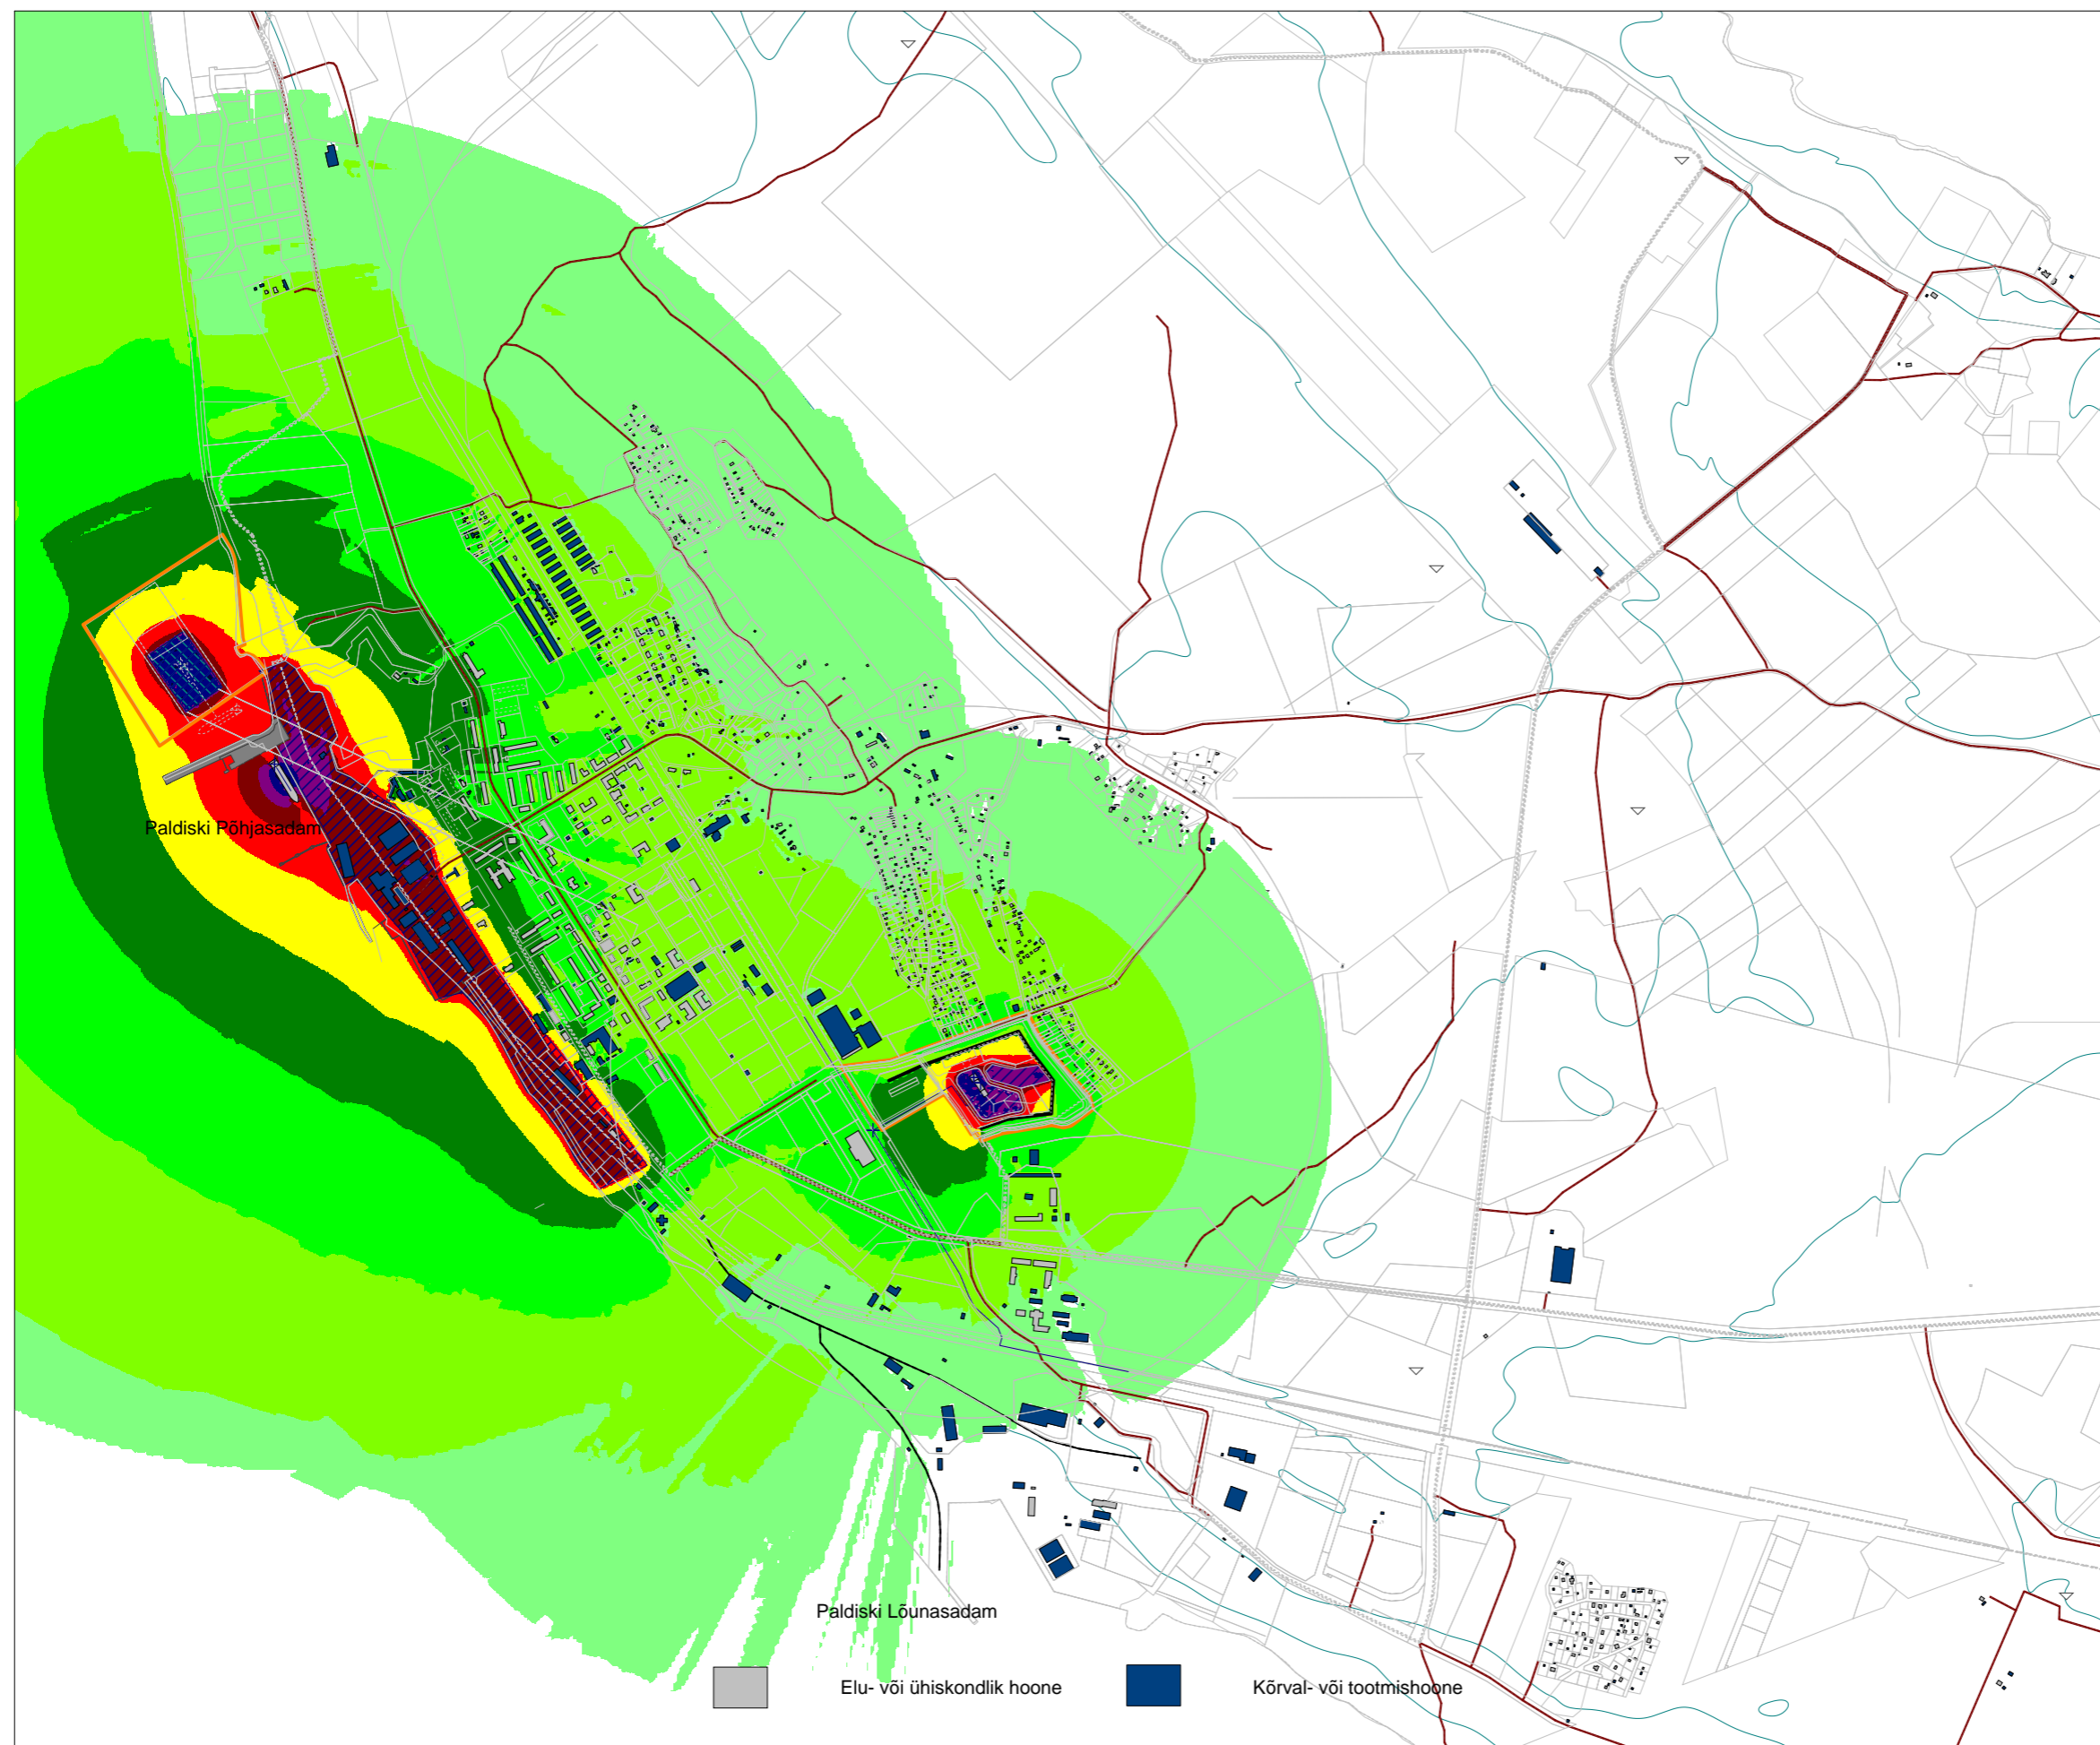 Paldiski Põhjasadam
Paldiski Lõunasadam
Elu- või ühiskondlik hoone
Kõrval- või tootmishoone